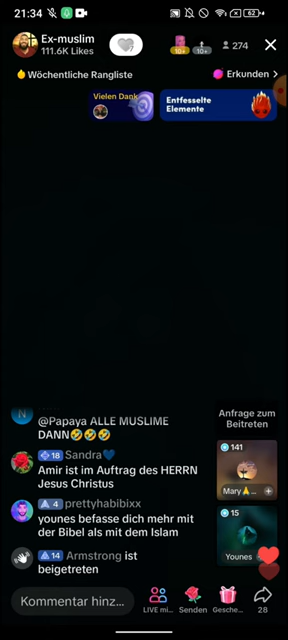 21:34
62
Ex-muslim
111.6K Likes
10+
10+
274
Wöchentliche Rangliste
Erkunden
Vielen Dank
Entfesselte
Elemente
N
@Papaya ALLE MUSLIME
DANN🤣🤣🤣
18 Sandra💙
Amir ist im Auftrag des HERRN
Jesus Christus
4 prettyhabibixx
younes befasse dich mehr mit
der Bibel als mit dem Islam
14 Armstrong ist
beigetreten
Anfrage zum
Beitreten
141
Mary🙏...
15
Younes
Kommentar hinz...
LIVE mi...
Senden
Gesche...
28